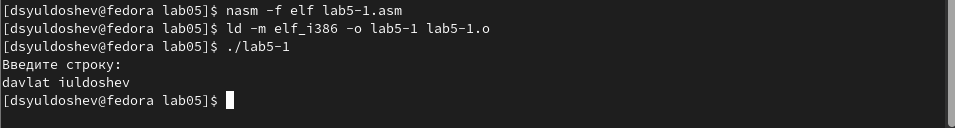 [dsyuldoshev@fedora lab05]$ nasm -f elf lab5-1.asm
[dsyuldoshev@fedora lab05]$ ld -m elf_i386 -o lab5-1 lab5-1.o
[dsyuldoshev@fedora lab05]$ ./lab5-1
Введите строку:
davlat iuldoshev
[dsyuldoshev@fedora lab05]$